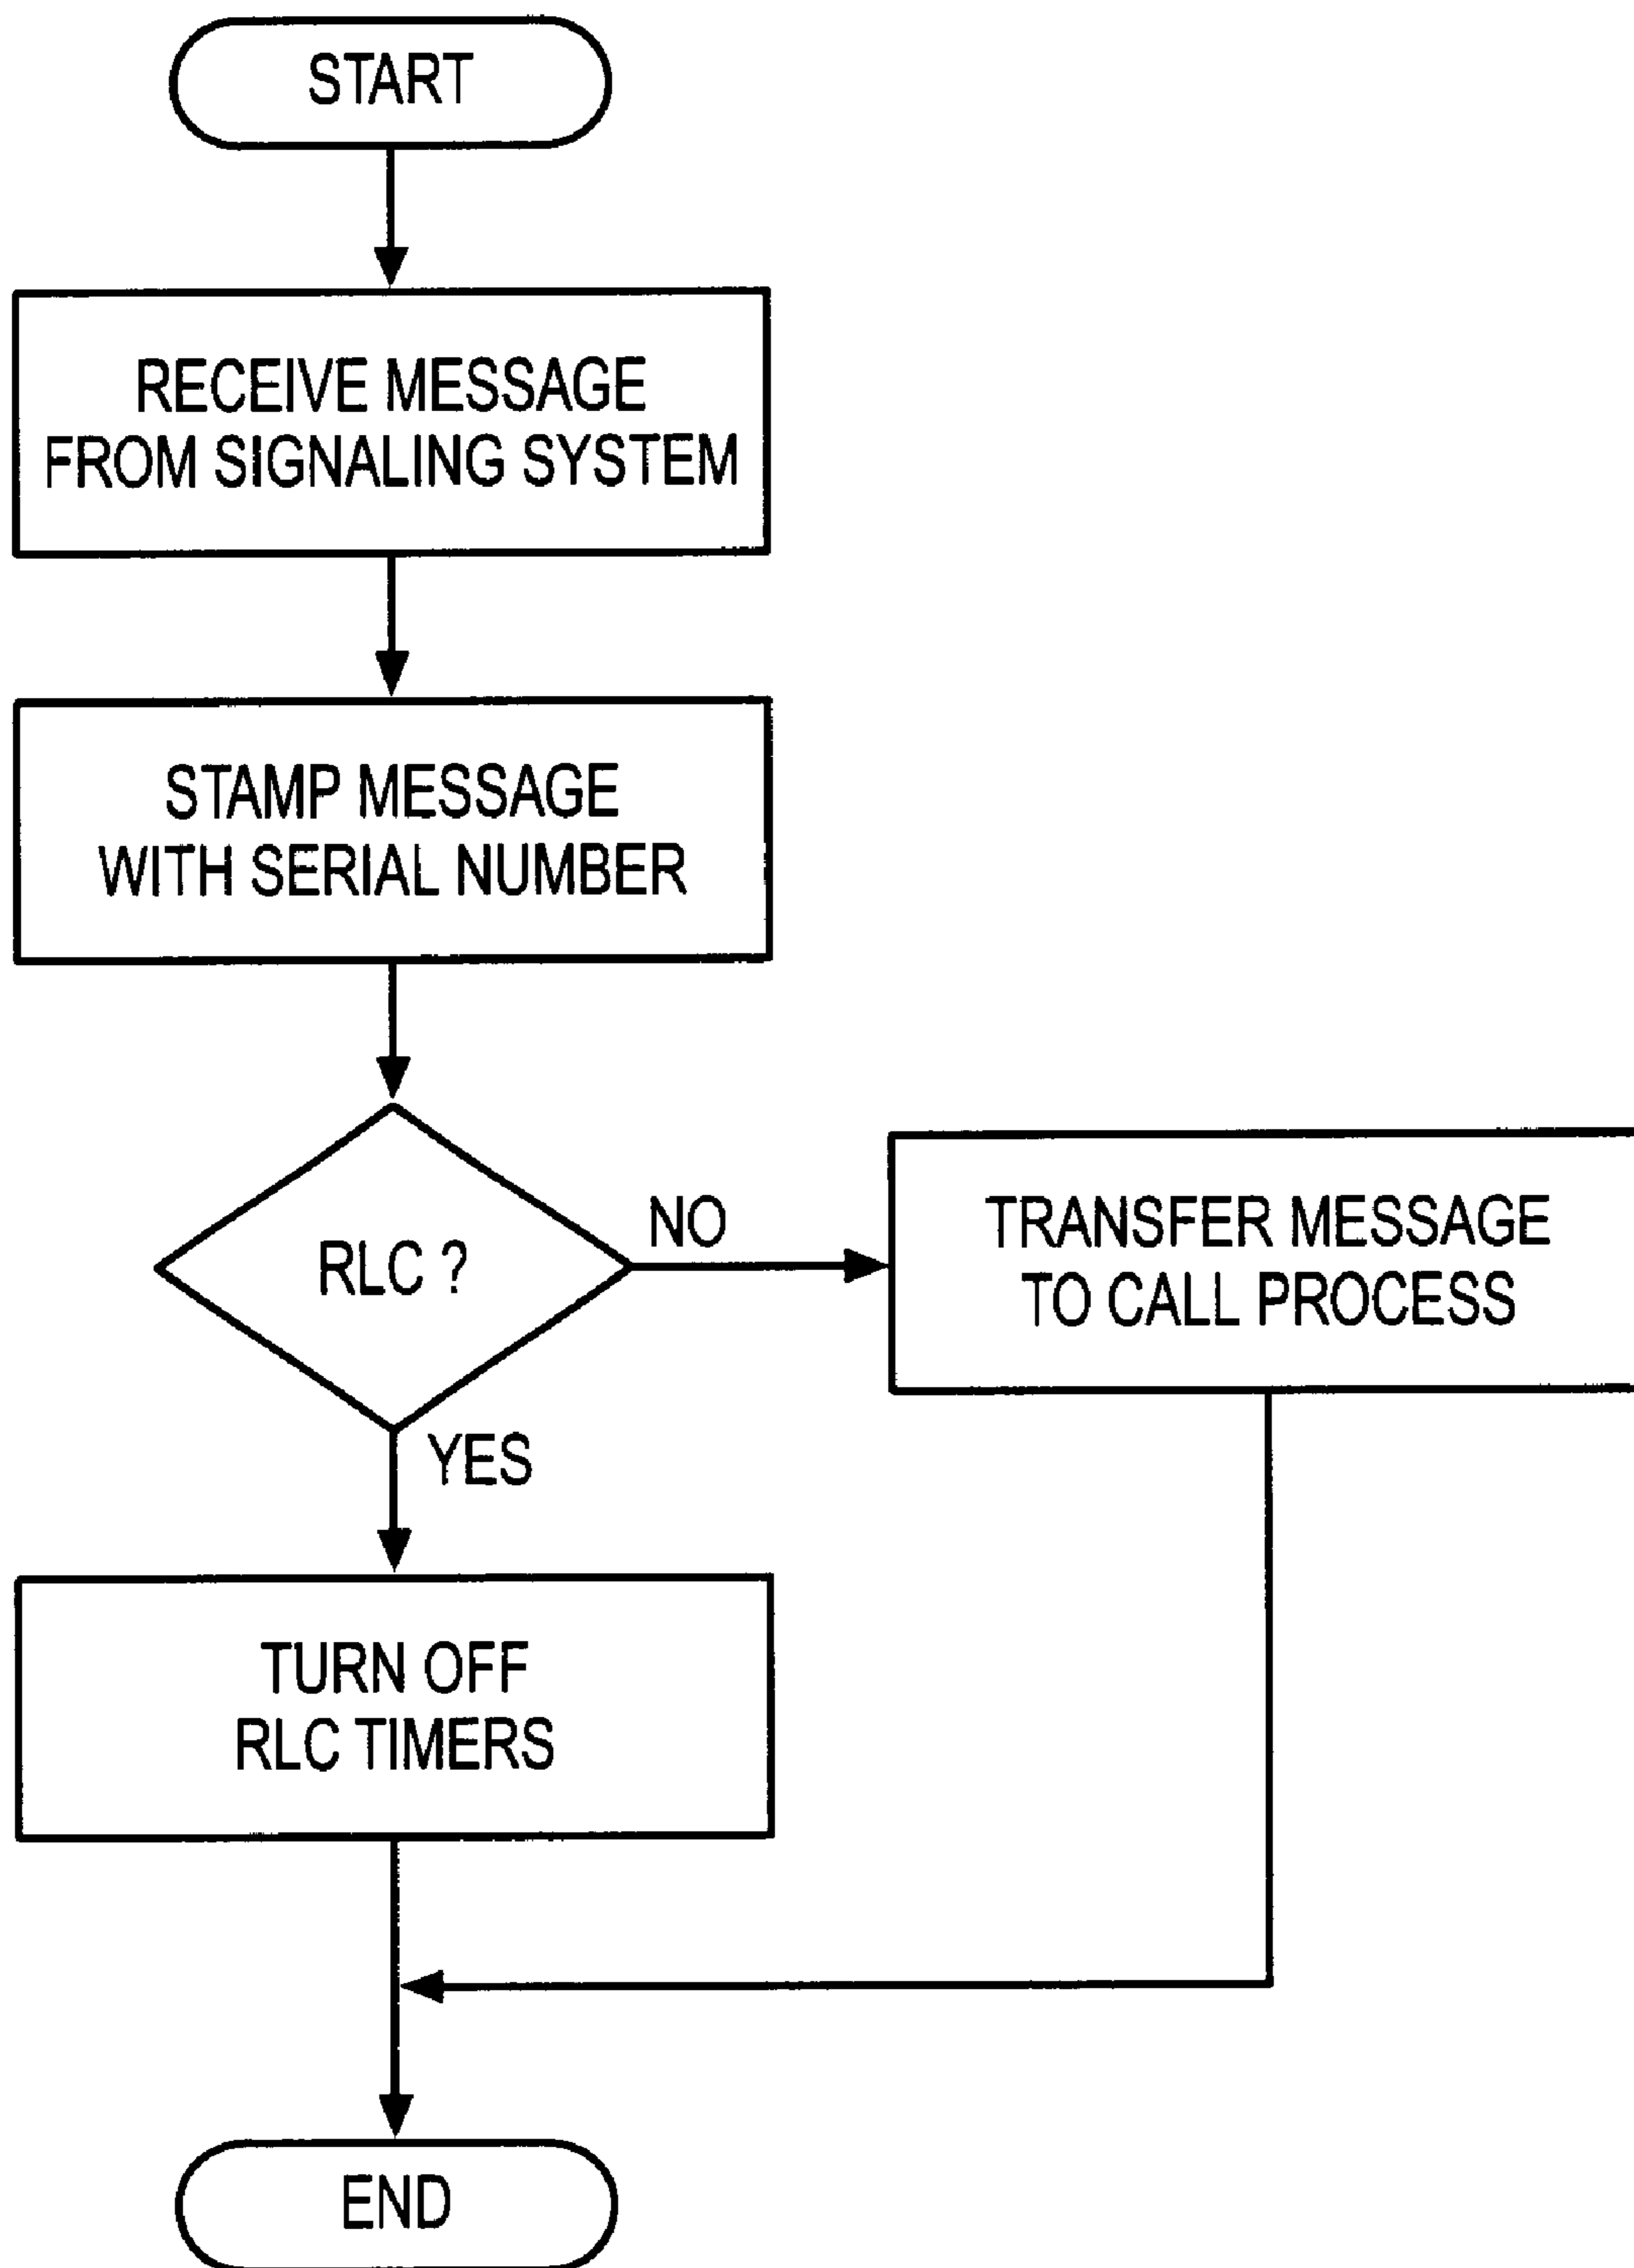 START
RECEIVE MESSAGE
FROM SIGNALING SYSTEM
STAMP MESSAGE
WITH SERIAL NUMBER
RLC ?
NO
TRANSFER MESSAGE
TO CALL PROCESS
YES
TURN OFF
RLC TIMERS
END